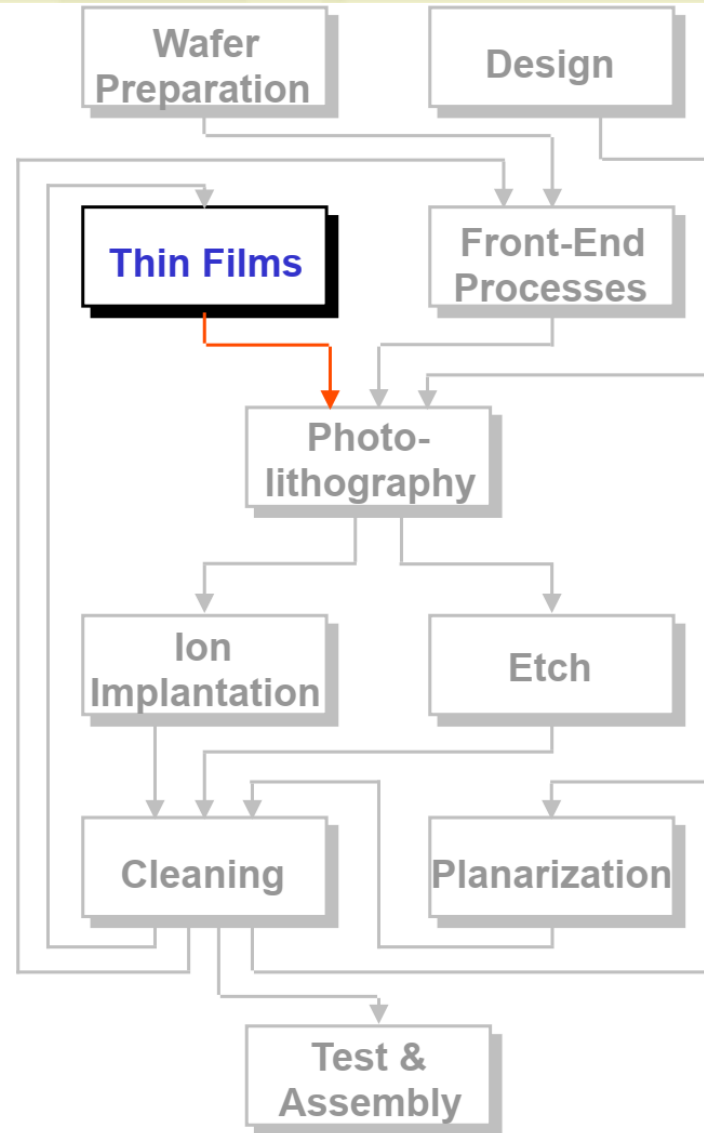 Wafer
Preparation
Design
Thin Films
Front-End
Processes
Photo-
lithography
Ion
Implantation
Etch
Cleaning
Planarization
Test &
Assembly